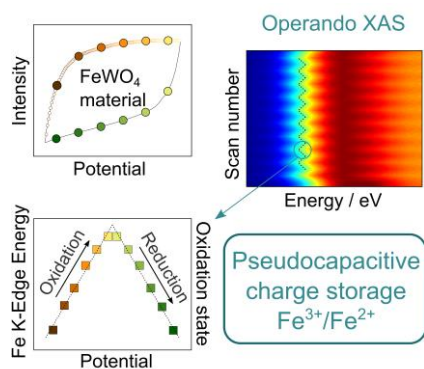 Operando XAS
Intensity
FeWO₄
material
Potential
Scan number
Energy / eV
Fe K-Edge Energy
Oxidation
Reduction
Oxidation state
Potential
Pseudocapacitive
charge storage
Fe³⁺/Fe²⁺